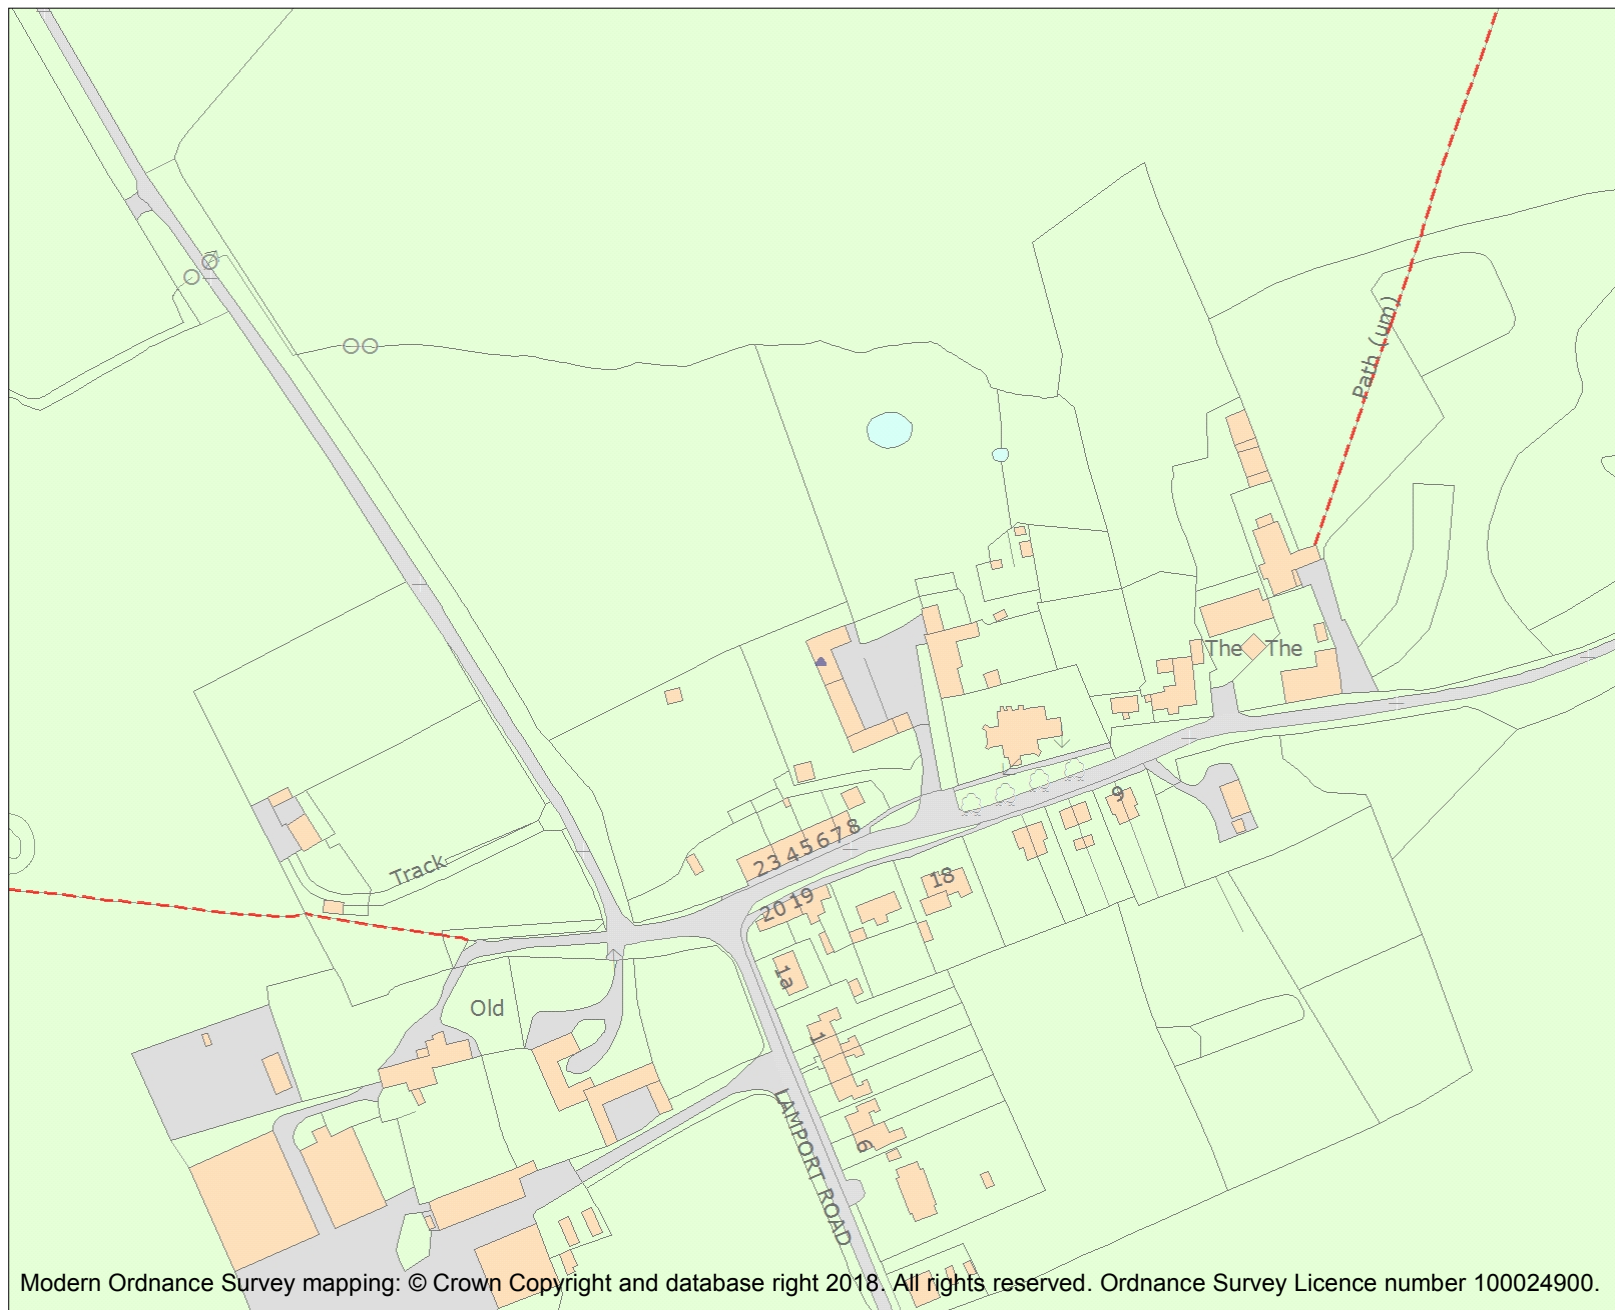 Path (um)
The The
9
2 3 4 5 6 7 8
Track
18
20 19
1a
Old
1
6
LAMPORT ROAD
Modern Ordnance Survey mapping: © Crown Copyright and database right 2018. All rights reserved. Ordnance Survey Licence number 100024900.